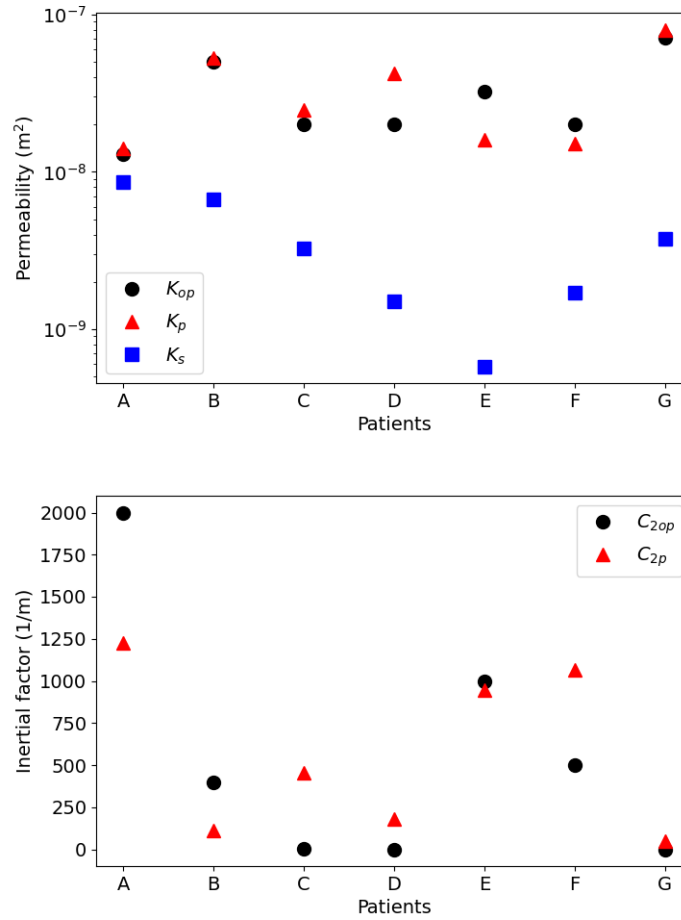 10⁻⁷
10⁻⁸
10⁻⁹
Permeability (m²)
K_op
K_p
K_s
A B C D E F G
Patients
2000
1750
1500
1250
1000
750
500
250
0
Inertial factor (1/m)
C_2op
C_2p
A B C D E F G
Patients